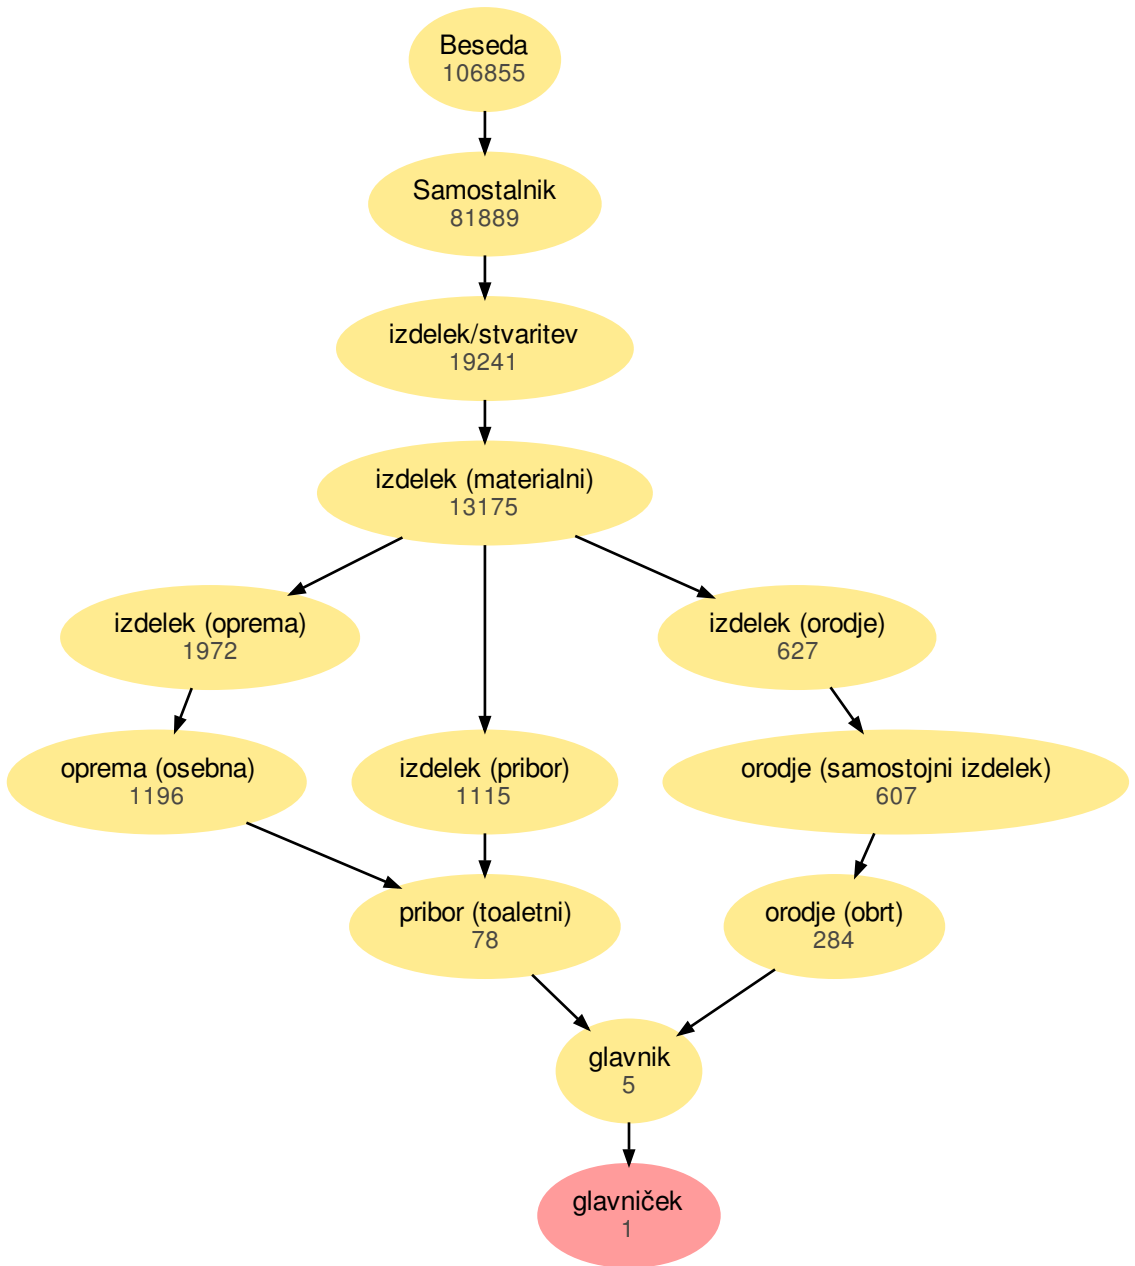 Beseda
106855
Samostalnik
81889
izdelek/stvaritev
19241
izdelek (materialni)
13175
izdelek (oprema)
1972
izdelek (orodje)
627
oprema (osebna)
1196
izdelek (pribor)
1115
orodje (samostojni izdelek)
607
pribor (toaletni)
78
orodje (obrt)
284
glavnik
5
glavniček
1